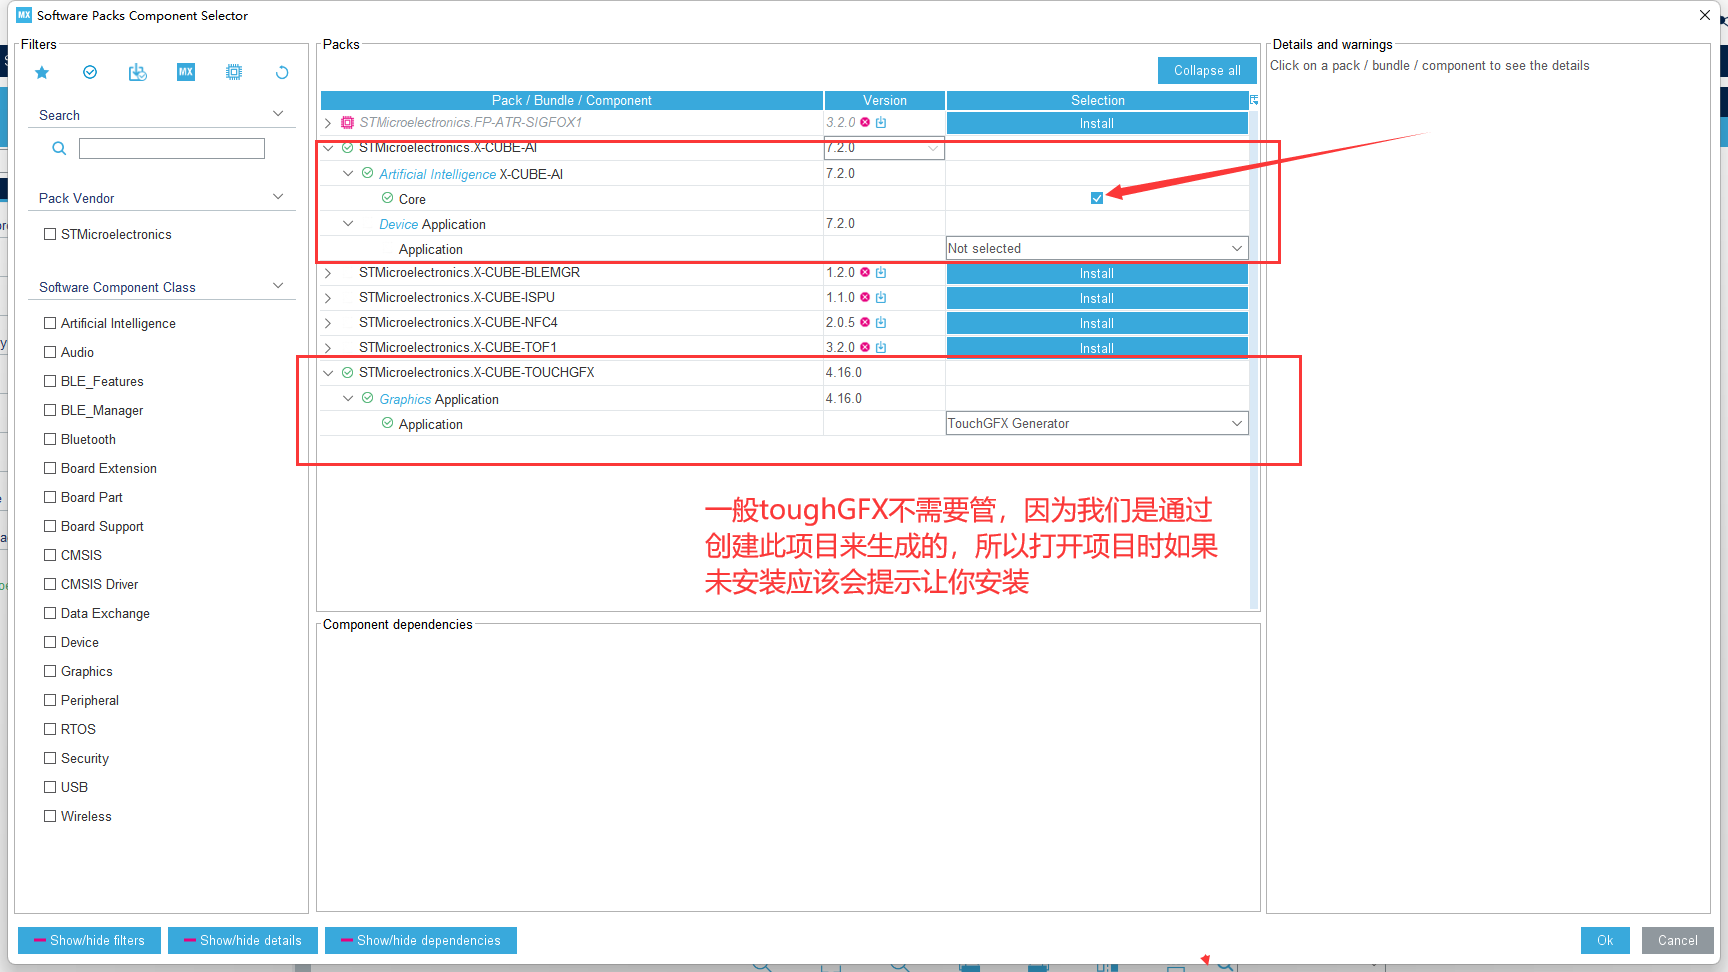 MX Software Packs Component Selector
Filters
MX
Search
Pack Vendor
STMicroelectronics
Software Component Class
Artificial Intelligence
Audio
BLE_Features
BLE_Manager
Bluetooth
Board Extension
Board Part
Board Support
CMSIS
CMSIS Driver
Data Exchange
Device
Graphics
Peripheral
RTOS
Security
USB
Wireless
Packs
Collapse all
Pack / Bundle / Component Version Selection
STMicroelectronics.FP-ATR-SIGFOX1 3.2.0 Install
STMicroelectronics.X-CUBE-AI 7.2.0
Artificial Intelligence X-CUBE-AI 7.2.0
Core
Device Application 7.2.0
Application Not selected
STMicroelectronics.X-CUBE-BLEMGR 1.2.0 Install
STMicroelectronics.X-CUBE-ISPU 1.1.0 Install
STMicroelectronics.X-CUBE-NFC4 2.0.5 Install
STMicroelectronics.X-CUBE-TOF1 3.2.0 Install
STMicroelectronics.X-CUBE-TOUCHGFX 4.16.0
Graphics Application 4.16.0
Application TouchGFX Generator
一般toughGFX不需要管，因为我们是通过
创建此项目来生成的，所以打开项目时如果
未安装应该会提示让你安装
Component dependencies
Details and warnings
Click on a pack / bundle / component to see the details
Show/hide filters Show/hide details Show/hide dependencies Ok Cancel